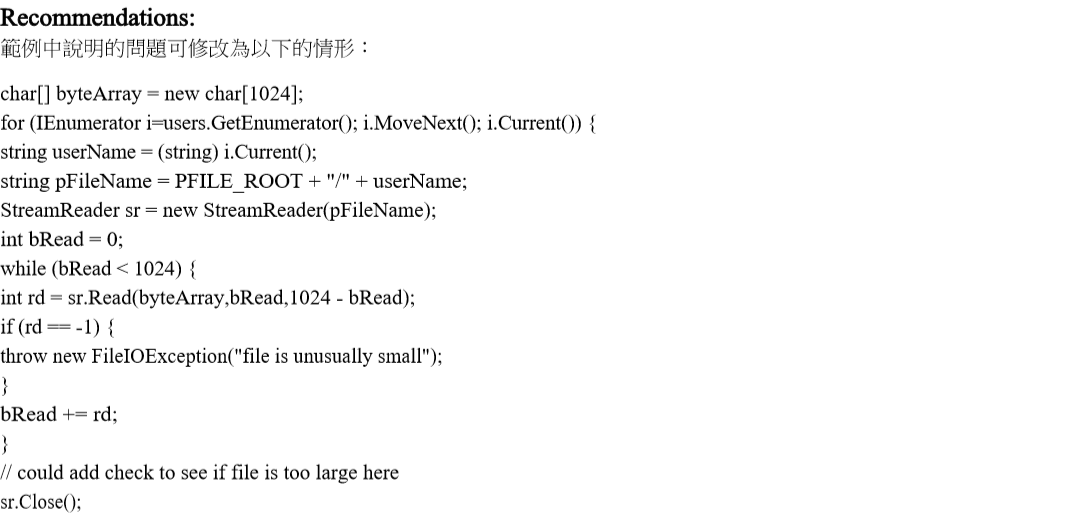 Recommendations:
範例中說明的問題可修改為以下的情形：
char[] byteArray = new char[1024];
for (IEnumerator i=users.GetEnumerator(); i.MoveNext(); i.Current()) {
string userName = (string) i.Current();
string pFileName = PFILE_ROOT + "/" + userName;
StreamReader sr = new StreamReader(pFileName);
int bRead = 0;
while (bRead < 1024) {
int rd = sr.Read(byteArray,bRead,1024 - bRead);
if (rd == -1) {
throw new FileIOException("file is unusually small");
}
bRead += rd;
}
// could add check to see if file is too large here
sr.Close();